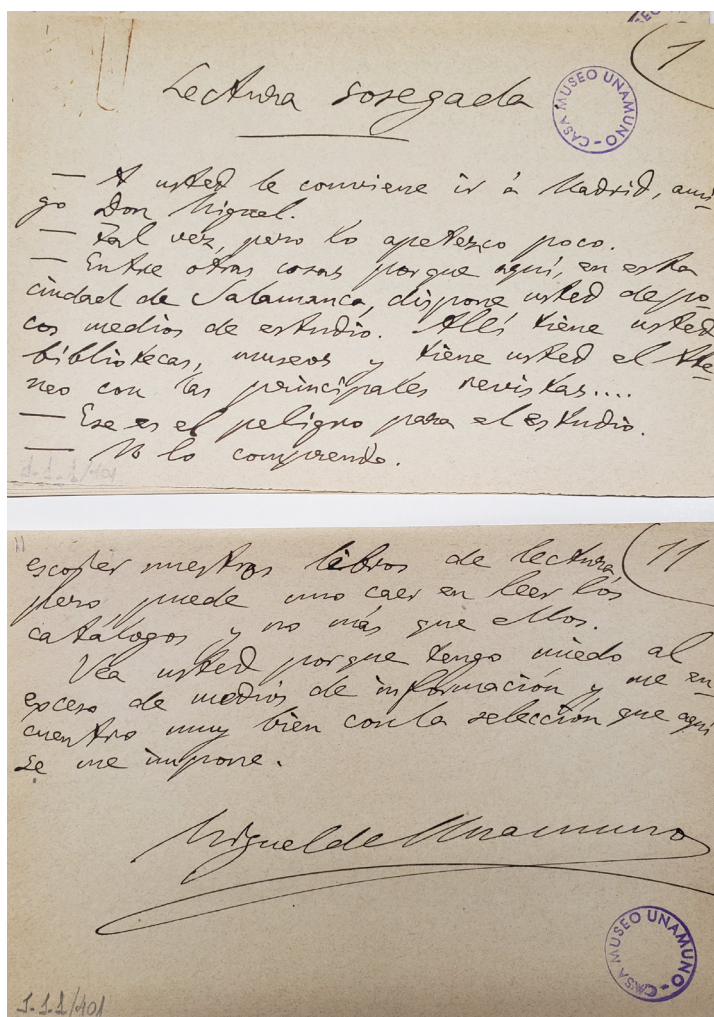 1
Lectura sosegada
CASA MUSEO UNAMUNO
— A usted le conviene ir á Madrid, ami-
go Don Miguel.
— Tal vez, pero lo apetezco poco.
— Entre otras cosas porque aquí, en esta
ciudad de Salamanca, dispone usted de po-
cos medios de estudio. Allí tiene usted
bibliotecas, museos y tiene usted el Ate-
neo con las principales revistas....
— Ese es el peligro para el estudio.
— No lo comprendo.
1.1.1/401
11
escoger nuestros libros de lectura
pero puede uno caer en leer los
catálogos y no más que ellos.
Vea usted porque tengo miedo al
exceso de medios de información y me en-
cuentro muy bien con la selección que aquí
se me impone.
Miguel de Unamuno
CASA MUSEO UNAMUNO
1.1.1/401